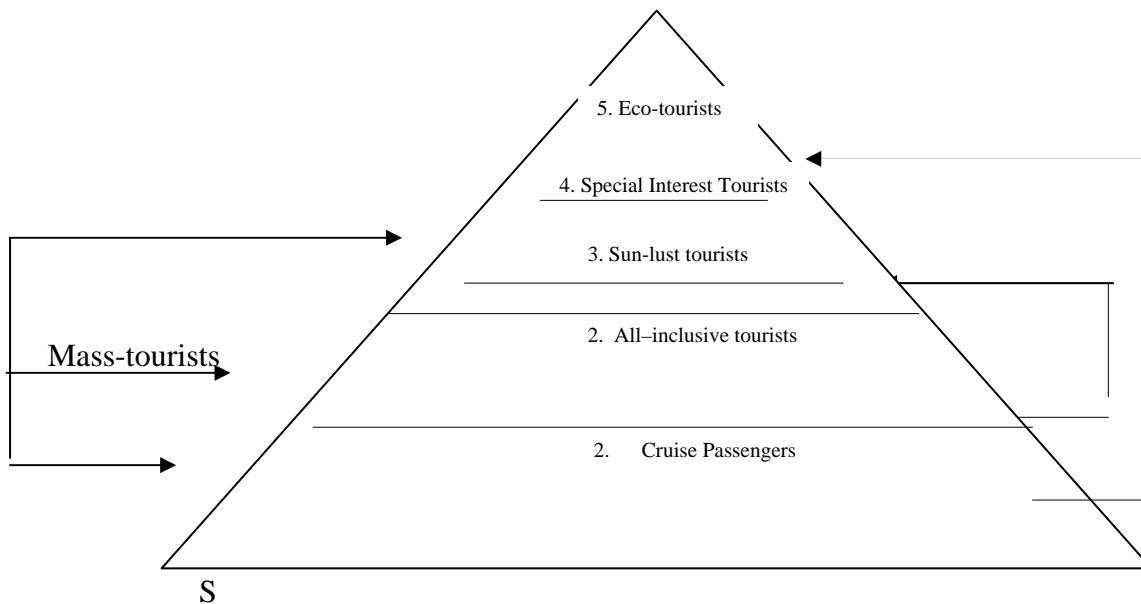 5. Eco-tourists
4. Special Interest Tourists
3. Sun-lust tourists
2. All–inclusive tourists
Mass-tourists
2. Cruise Passengers
S